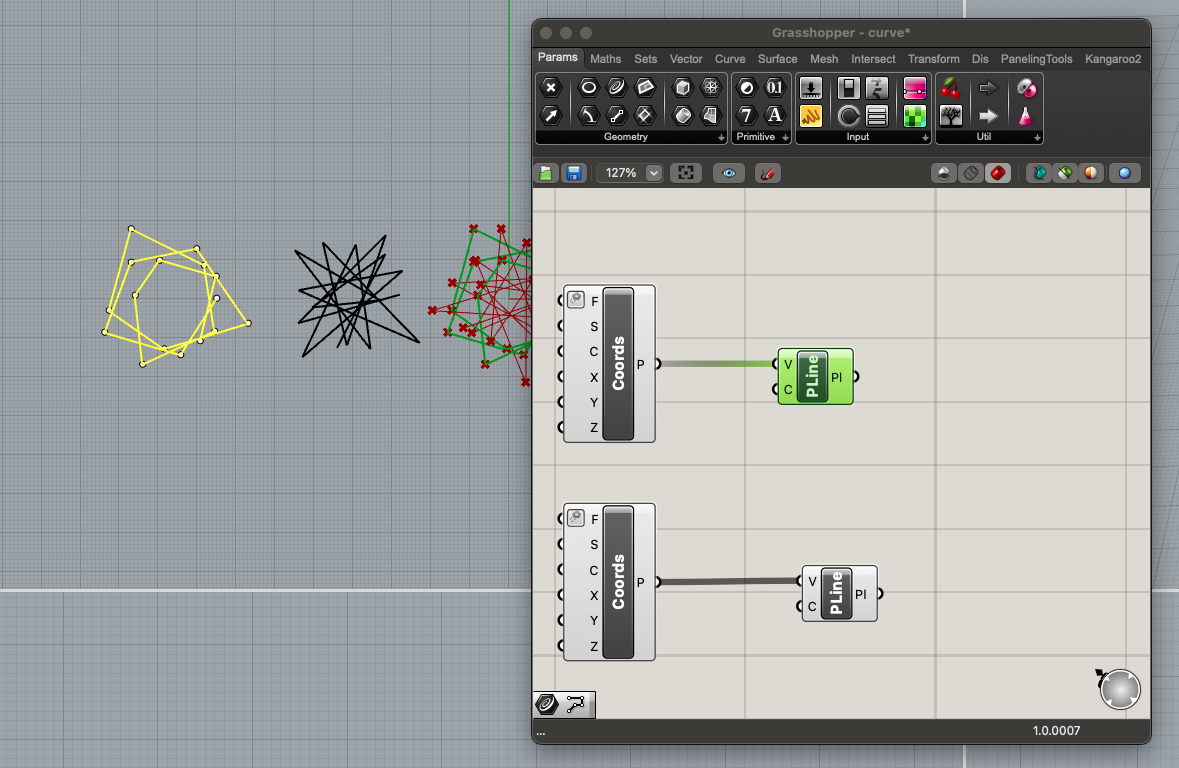 Grasshopper - curve*
Params Maths Sets Vector Curve Surface Mesh Intersect Transform Dis PanelingTools Kangaroo2
0.1
7 A
Geometry Primitive Input Util
127%
F
S
C
X
Y
Z
Coords
P
V
C
PLine
Pl
F
S
C
X
Y
Z
Coords
P
V
C
PLine
Pl
...
1.0.0007